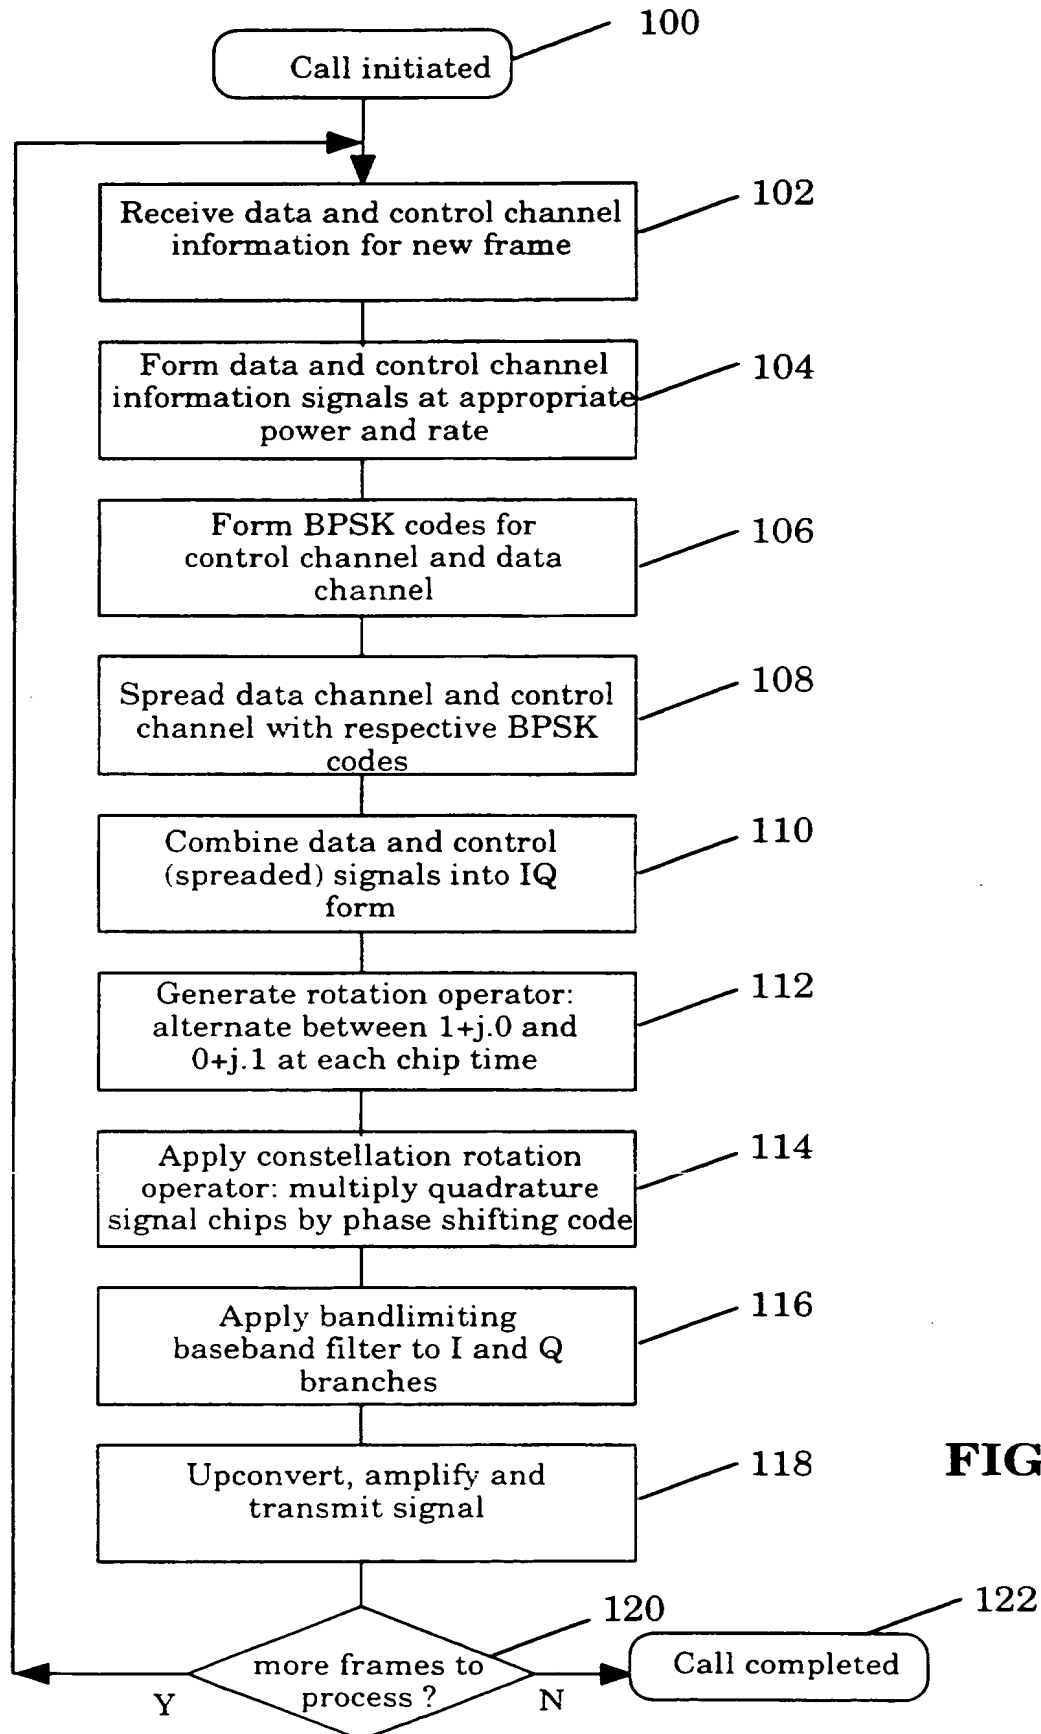 100
Call initiated
102
Receive data and control channel
information for new frame
104
Form data and control channel
information signals at appropriate
power and rate
106
Form BPSK codes for
control channel and data
channel
108
Spread data channel and control
channel with respective BPSK
codes
110
Combine data and control
(spreaded) signals into IQ
form
112
Generate rotation operator:
alternate between 1+j.0 and
0+j.1 at each chip time
114
Apply constellation rotation
operator: multiply quadrature
signal chips by phase shifting code
116
Apply bandlimiting
baseband filter to I and Q
branches
118
FIG
Upconvert, amplify and
transmit signal
120
122
more frames to
process ?
Y
N
Call completed